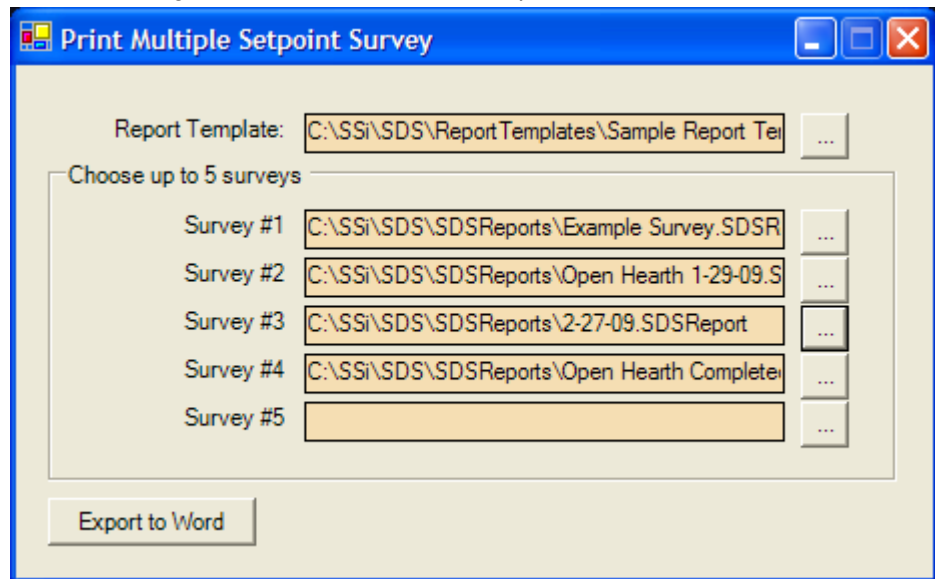 Print Multiple Setpoint Survey
Report Template: C:\SSi\SDS\ReportTemplates\Sample Report Te ...
Choose up to 5 surveys
Survey #1 C:\SSi\SDS\SDSReports\Example Survey.SDSR ...
Survey #2 C:\SSi\SDS\SDSReports\Open Hearth 1-29-09.S ...
Survey #3 C:\SSi\SDS\SDSReports\2-27-09.SDSReport ...
Survey #4 C:\SSi\SDS\SDSReports\Open Hearth Complete ...
Survey #5 ...
Export to Word